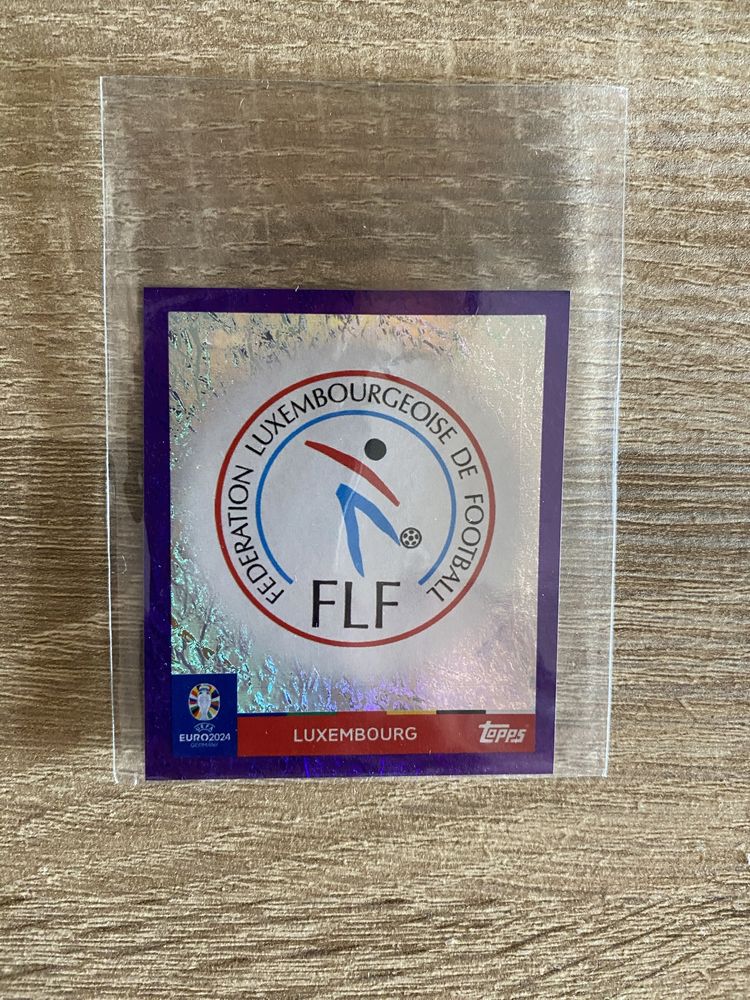 FEDERATION LUXEMBOURGEOISE DE FOOTBALL
FLF
UEFA
EURO2024
GERMANY
LUXEMBOURG
Topps